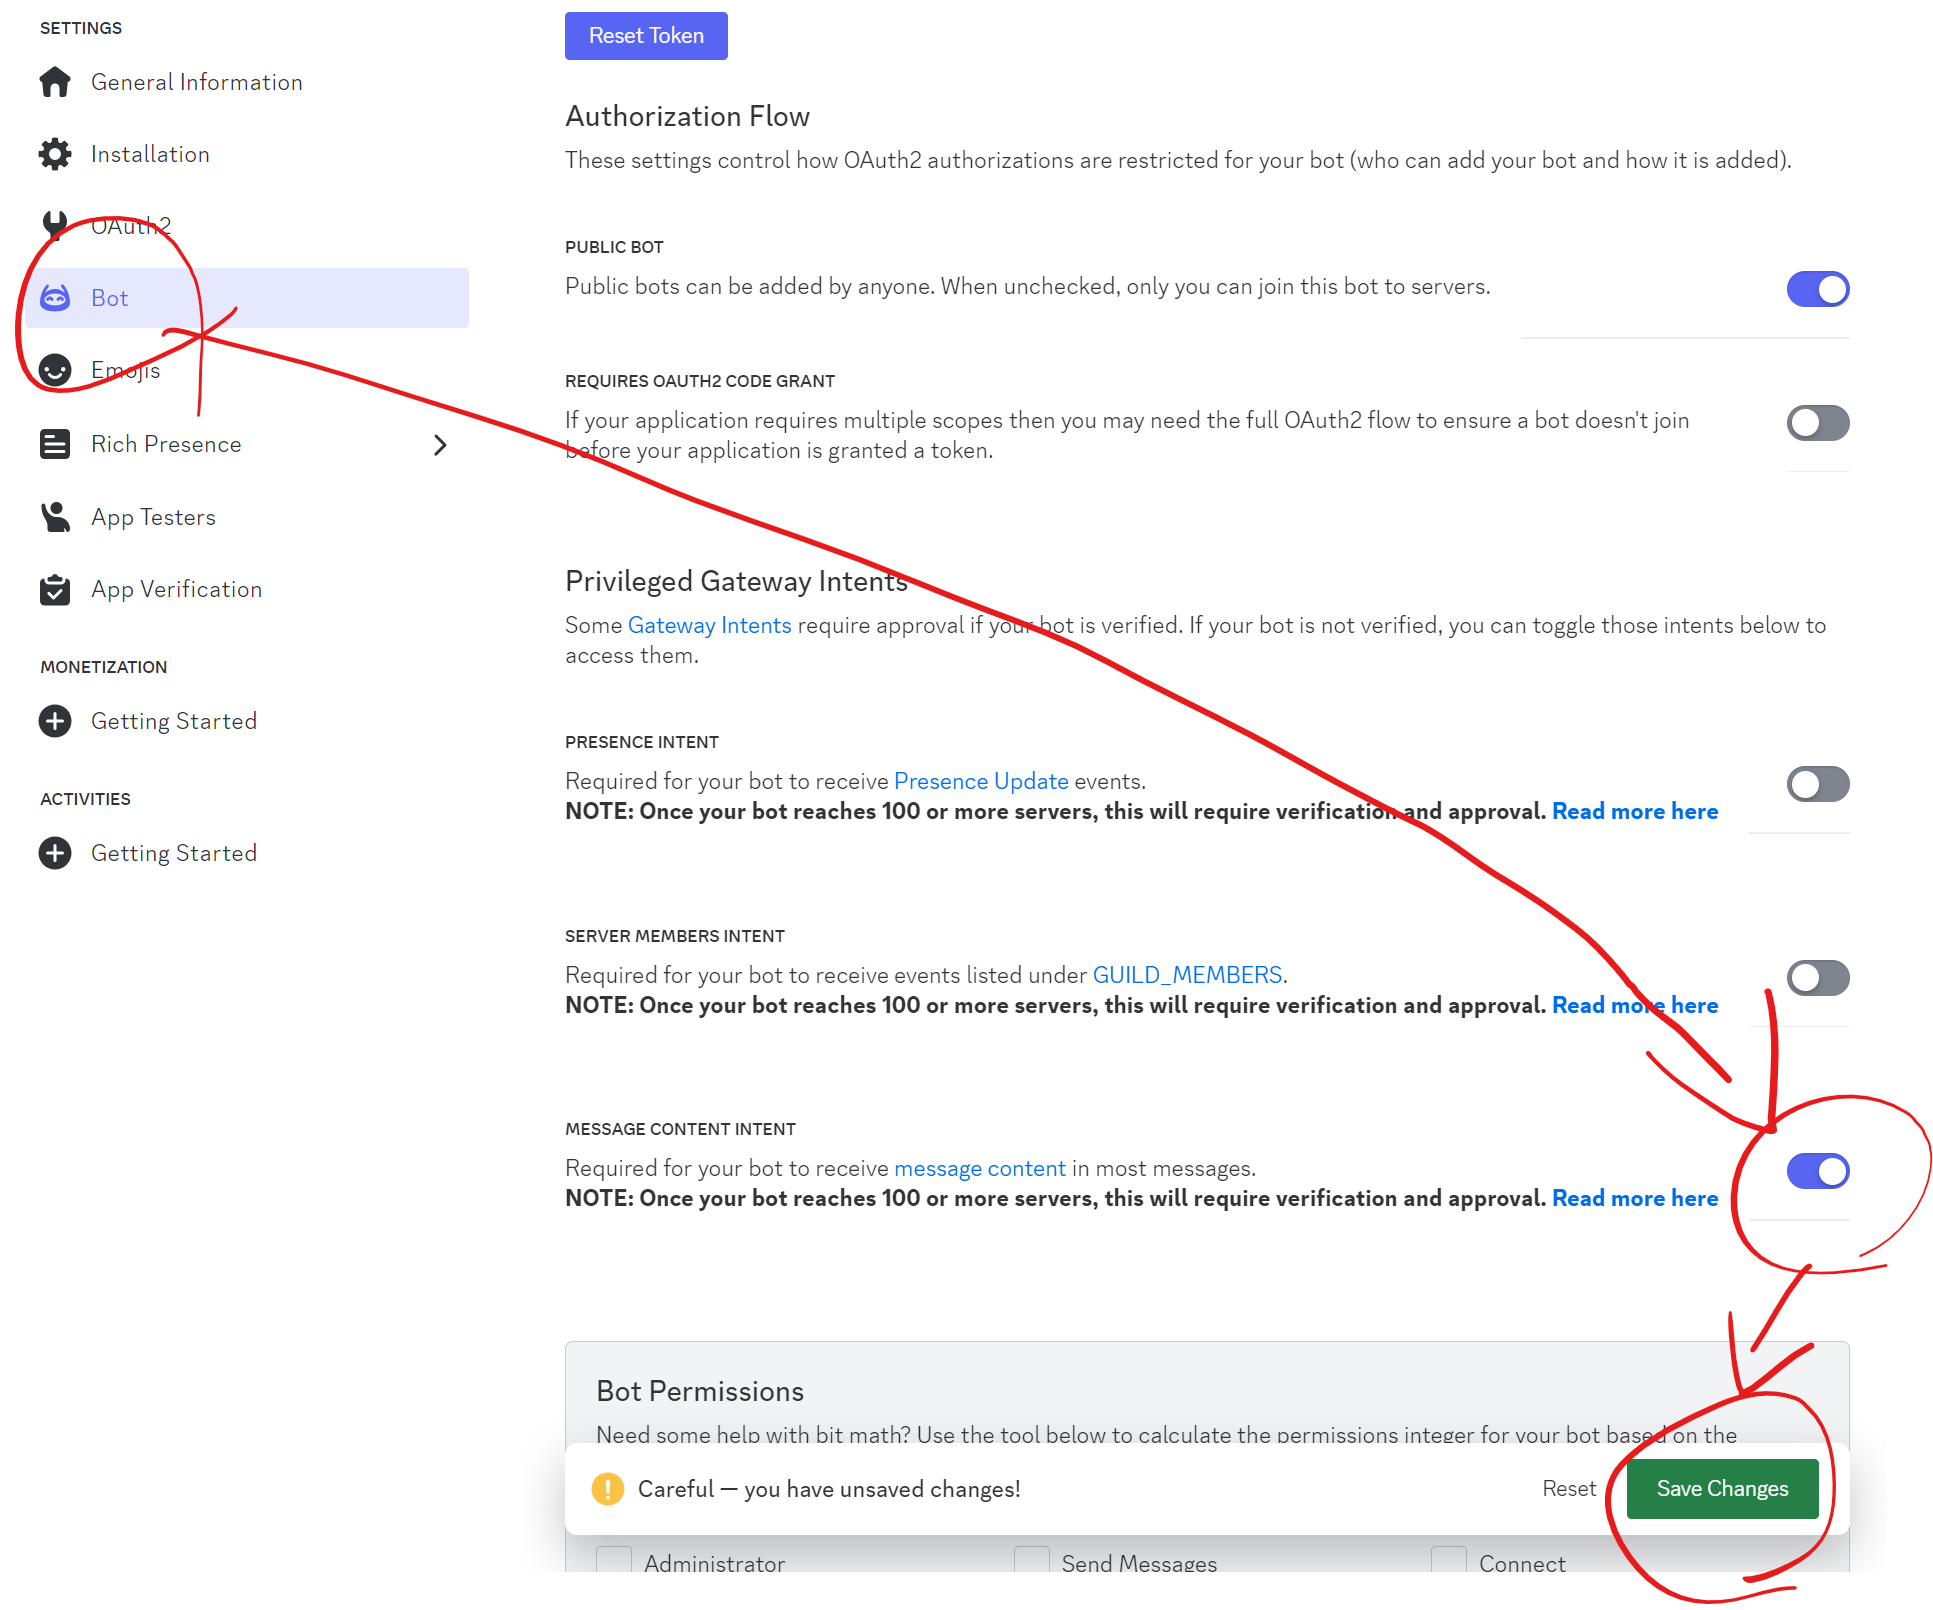 SETTINGS
General Information
Installation
OAuth2
Bot
Emojis
Rich Presence
App Testers
App Verification
MONETIZATION
Getting Started
ACTIVITIES
Getting Started
Reset Token
Authorization Flow
These settings control how OAuth2 authorizations are restricted for your bot (who can add your bot and how it is added).
PUBLIC BOT
Public bots can be added by anyone. When unchecked, only you can join this bot to servers.
REQUIRES OAUTH2 CODE GRANT
If your application requires multiple scopes then you may need the full OAuth2 flow to ensure a bot doesn't join
before your application is granted a token.
Privileged Gateway Intents
Some Gateway Intents require approval if your bot is verified. If your bot is not verified, you can toggle those intents below to
access them.
PRESENCE INTENT
Required for your bot to receive Presence Update events.
NOTE: Once your bot reaches 100 or more servers, this will require verification and approval. Read more here
SERVER MEMBERS INTENT
Required for your bot to receive events listed under GUILD_MEMBERS.
NOTE: Once your bot reaches 100 or more servers, this will require verification and approval. Read more here
MESSAGE CONTENT INTENT
Required for your bot to receive message content in most messages.
NOTE: Once your bot reaches 100 or more servers, this will require verification and approval. Read more here
Bot Permissions
Need some help with bit math? Use the tool below to calculate the permissions integer for your bot based on the
Careful — you have unsaved changes!
Reset
Save Changes
Administrator
Send Messages
Connect